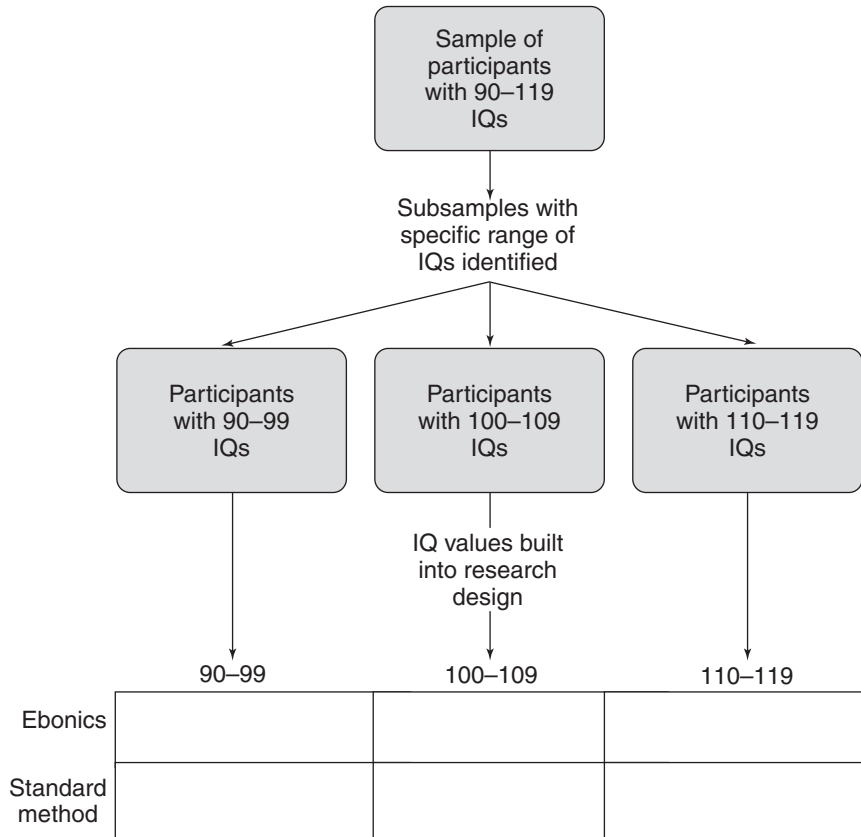 Sample of
participants
with 90–119
IQs
Subsamples with
specific range of
IQs identified
Participants
with 90–99
IQs
Participants
with 100–109
IQs
Participants
with 110–119
IQs
IQ values built
into research
design
90–99
100–109
110–119
Ebonics
Standard
method